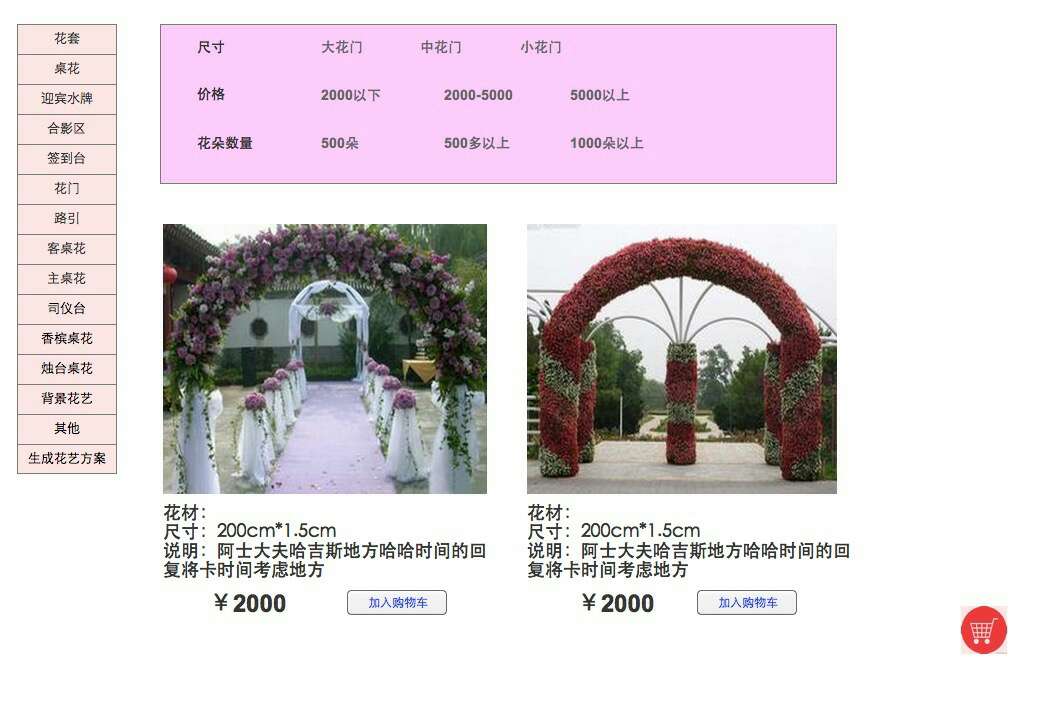 花套
桌花
迎宾水牌
合影区
签到台
花门
路引
客桌花
主桌花
司仪台
香槟桌花
烛台桌花
背景花艺
其他
生成花艺方案
尺寸 大花门 中花门 小花门
价格 2000以下 2000-5000 5000以上
花朵数量 500朵 500多以上 1000朵以上
花材：
尺寸：200cm*1.5cm
说明：阿士大夫哈吉斯地方哈哈时间的回
复将卡时间考虑地方
￥2000 加入购物车
花材：
尺寸：200cm*1.5cm
说明：阿士大夫哈吉斯地方哈哈时间的回
复将卡时间考虑地方
￥2000 加入购物车